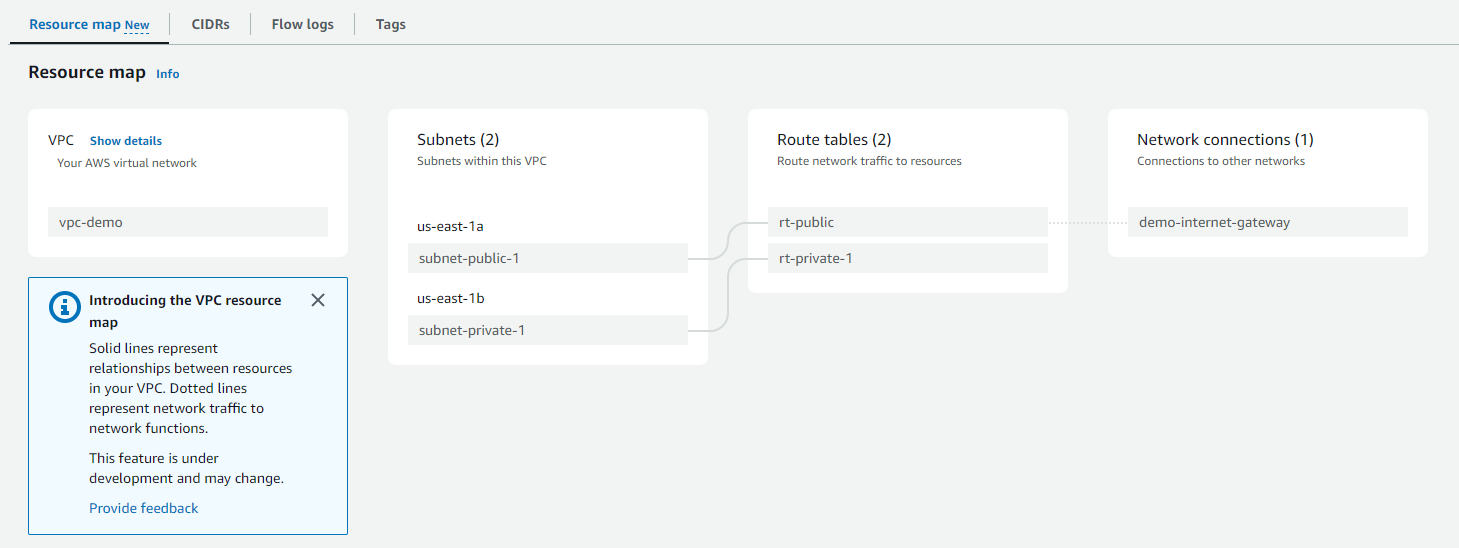 Resource map New
CIDRs
Flow logs
Tags
Resource map Info
VPC Show details
Your AWS virtual network
vpc-demo
Introducing the VPC resource
map
Solid lines represent
relationships between resources
in your VPC. Dotted lines
represent network traffic to
network functions.
This feature is under
development and may change.
Provide feedback
Subnets (2)
Subnets within this VPC
us-east-1a
subnet-public-1
us-east-1b
subnet-private-1
Route tables (2)
Route network traffic to resources
rt-public
rt-private-1
Network connections (1)
Connections to other networks
demo-internet-gateway